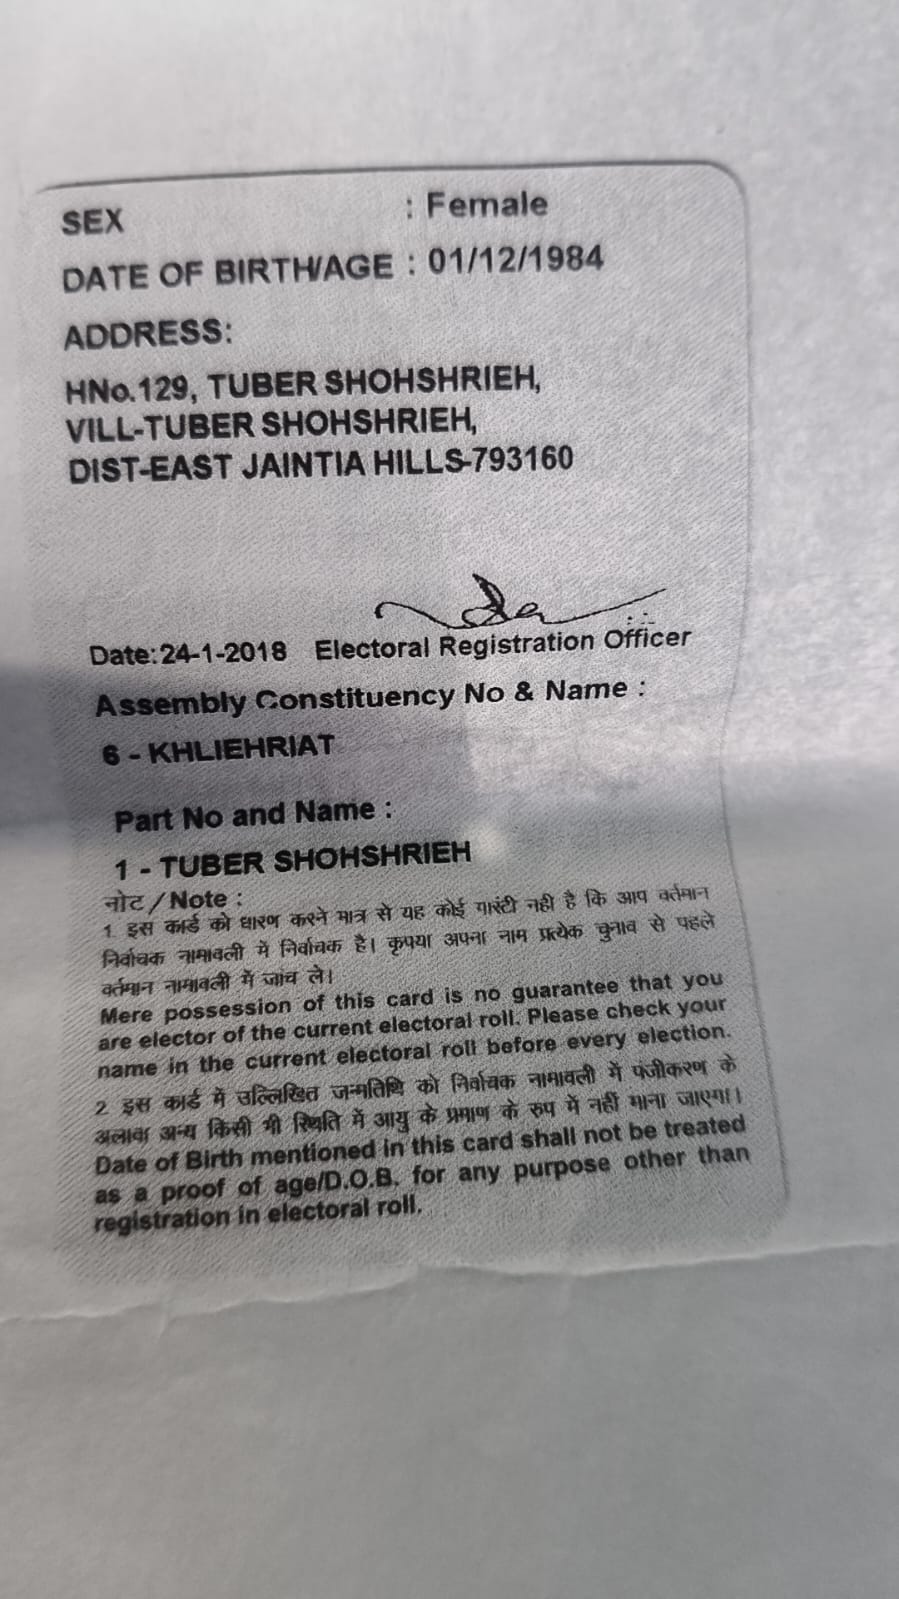 SEX : Female
DATE OF BIRTH/AGE : 01/12/1984
ADDRESS:
HNo.129, TUBER SHOHSHRIEH,
VILL-TUBER SHOHSHRIEH,
DIST-EAST JAINTIA HILLS-793160
Date:24-1-2018 Electoral Registration Officer
Assembly Constituency No & Name :
6 - KHLIEHRIAT
Part No and Name :
1 - TUBER SHOHSHRIEH
नोट / Note :
1 इस कार्ड को धारण करने मात्र से यह कोई गारंटी नही है कि आप वर्तमान
निर्वाचक नामावली में निर्वाचक है। कृपया अपना नाम प्रत्येक चुनाव से पहले
वर्तमान नामावली में जांच ले।
Mere possession of this card is no guarantee that you
are elector of the current electoral roll. Please check your
name in the current electoral roll before every election.
2 इस कार्ड में उल्लिखित जन्मतिथि को निर्वाचक नामावली में पंजीकरण के
अलावा अन्य किसी भी स्थिति में आयु के प्रमाण के रुप में नहीं माना जाएगा।
Date of Birth mentioned in this card shall not be treated
as a proof of age/D.O.B. for any purpose other than
registration in electoral roll.